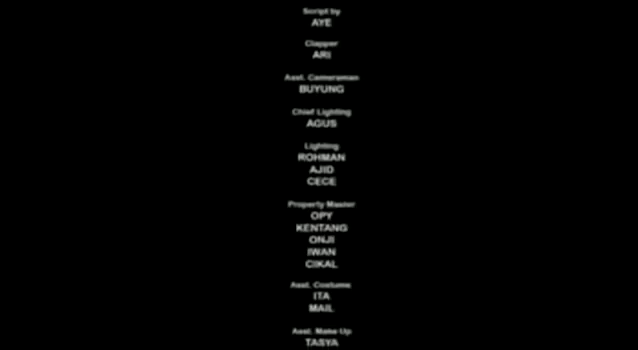 Script by
AYE
Clapper
ARI
Asst. Cameraman
BUYUNG
Chief Lighting
AGUS
Lighting
ROHMAN
AJID
CECE
Property Master
OPY
KENTANG
ONJI
IWAN
CIKAL
Asst. Costume
ITA
MAIL
Asst. Make Up
TASYA